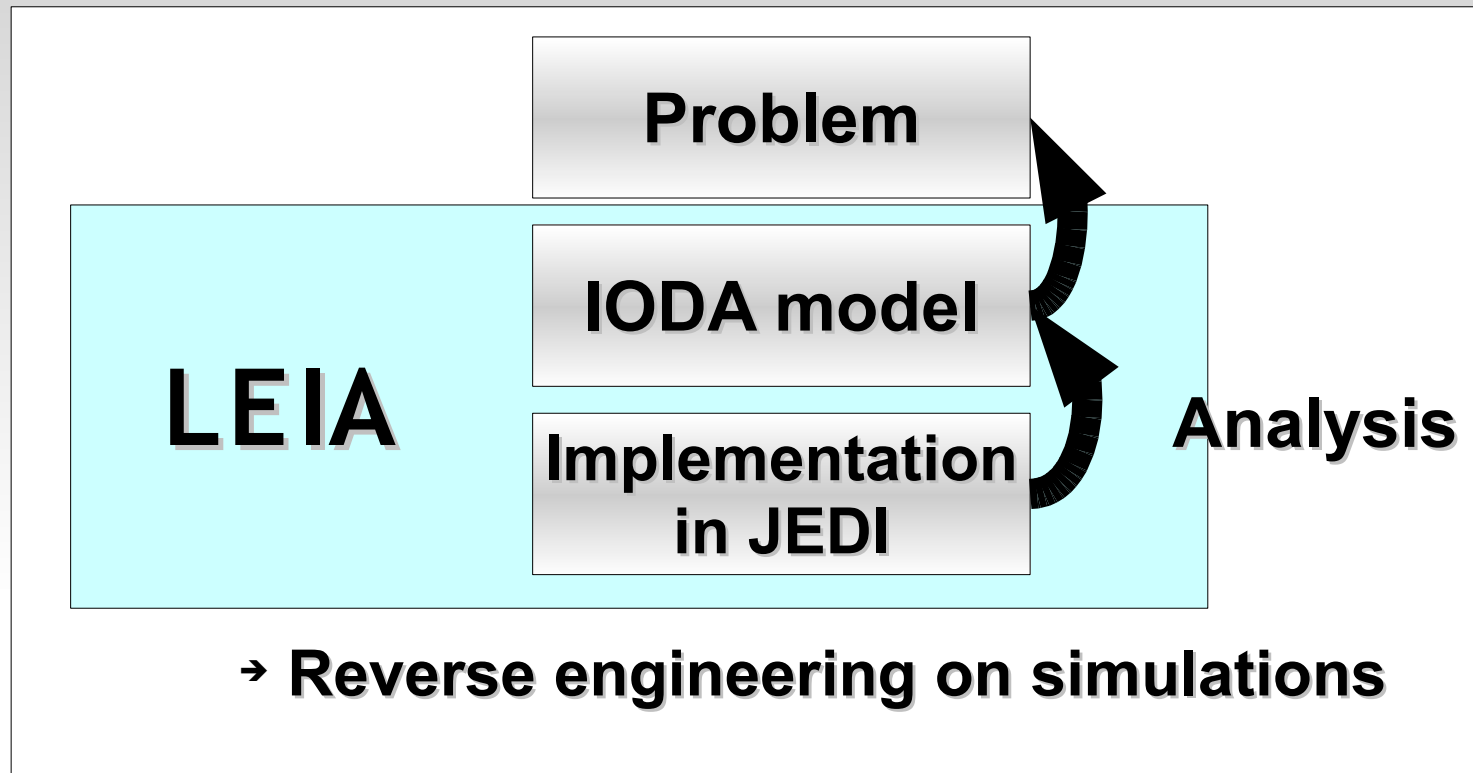 Problem
IODA model
LEIA
Implementation
in JEDI
Analysis
➔ Reverse engineering on simulations